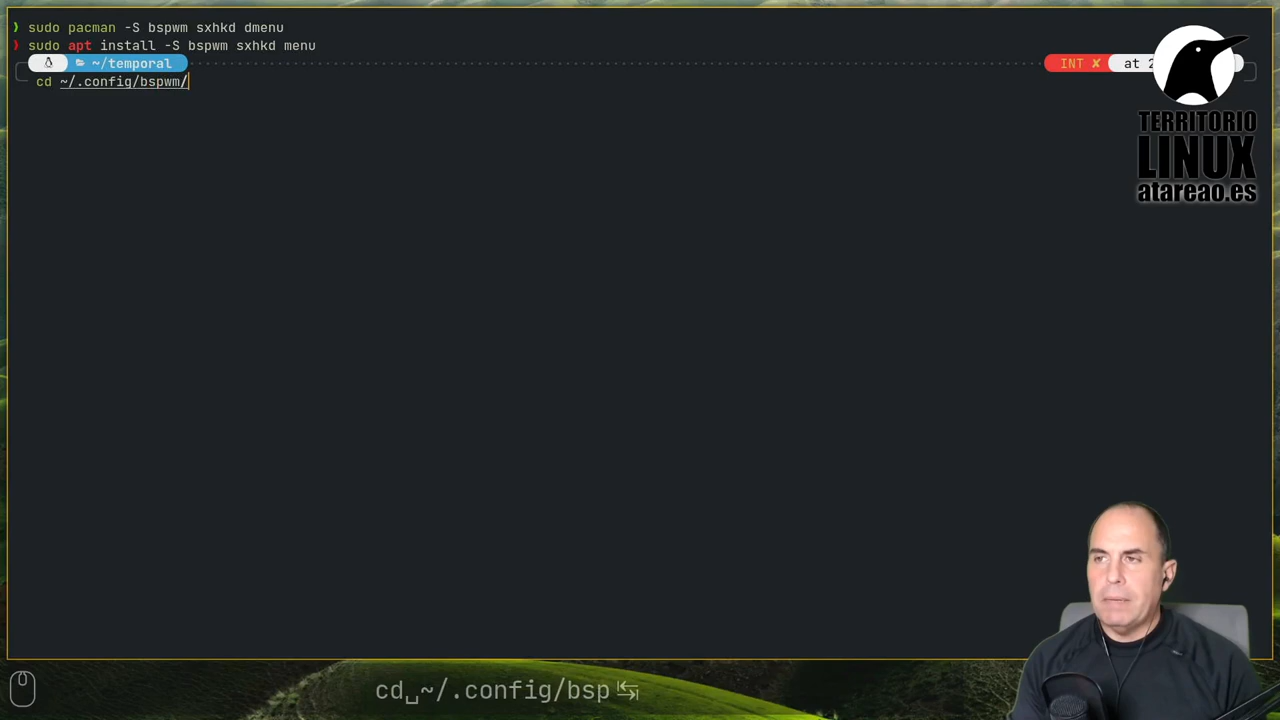 ❯ sudo pacman -S bspwm sxhkd dmenu
❯ sudo apt install -S bspwm sxhkd menu
~/temporal
INT ✘ at 2
cd ~/.config/bspwm/
TERRITORIO
LINUX
atareao.es
cd␣~/.config/bsp↹